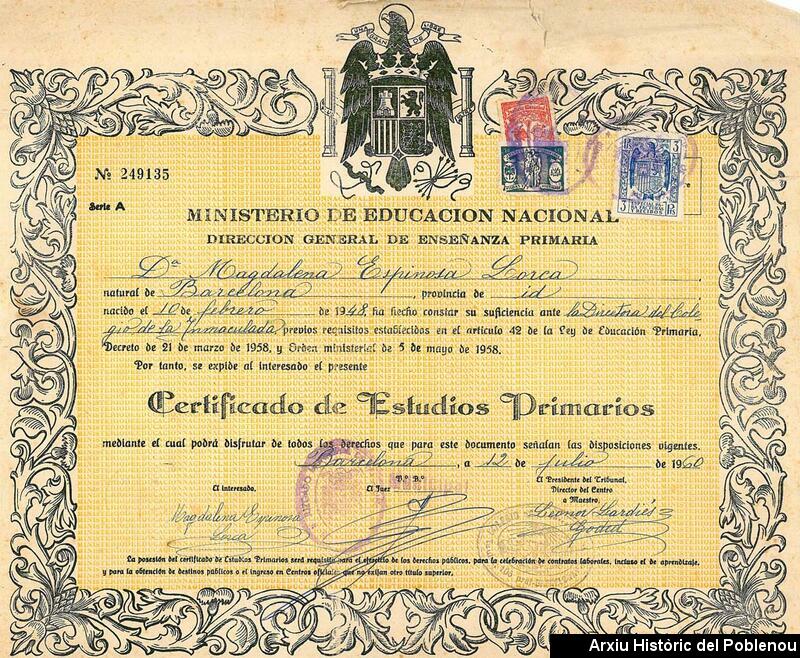 UNA GRANDE LIBRE
Nº 249135
Serie A
3 Pts 3
3 Pts
MINISTERIO DE EDUCACION NACIONAL
DIRECCION GENERAL DE ENSEÑANZA PRIMARIA
Dª Magdalena Espinosa Lorca
natural de Barcelona, provincia de id
nacido el 10 de febrero de 1948, ha hecho constar su suficiencia ante la Directora del Cole
gio de la Inmaculada previos requisitos establecidos en el artículo 42 de la Ley de Educación Primaria,
Decreto de 21 de marzo de 1958, y Orden ministerial de 5 de mayo de 1958.
Por tanto, se expide al interesado el presente
Certificado de Estudios Primarios
mediante el cual podrá disfrutar de todos los derechos que para este documento señalan las disposiciones vigentes.
Barcelona, a 12 de julio de 1960
El interesado, V.º B.º El Juez El Presidente del Tribunal, Director del Centro a Maestro,
Magdalena Espinosa Lorca
Leonor Lardiés
La posesión del certificado de Estudios Primarios será requisito para el ejercicio de los derechos públicos, para la celebración de contratos laborales, incluso el de aprendizaje,
y para la obtención de destinos públicos o el ingreso en Centros oficiales que no exijan otro título superior.
Arxiu Històric del Poblenou